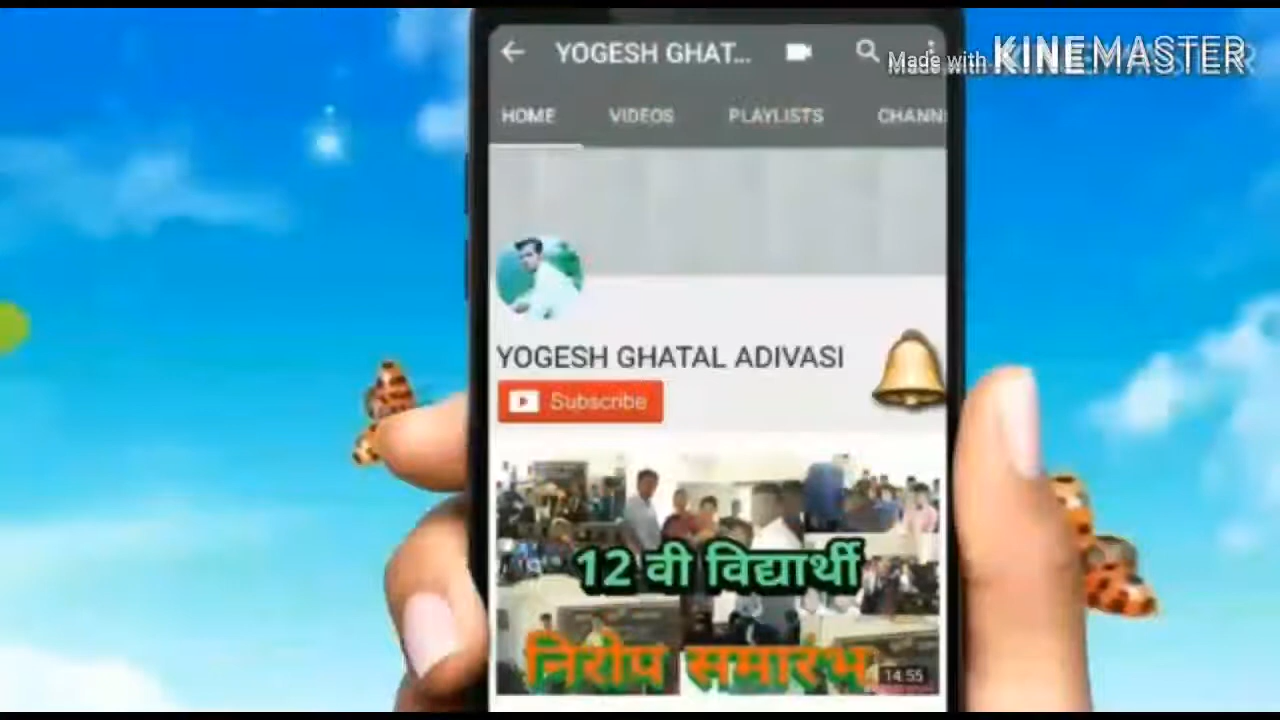 YOGESH GHAT...
Made with KINEMASTER
HOME VIDEOS PLAYLISTS CHANN
YOGESH GHATAL ADIVASI
Subscribe
12 वी विद्यार्थी
निरोप समारंभ
14:55